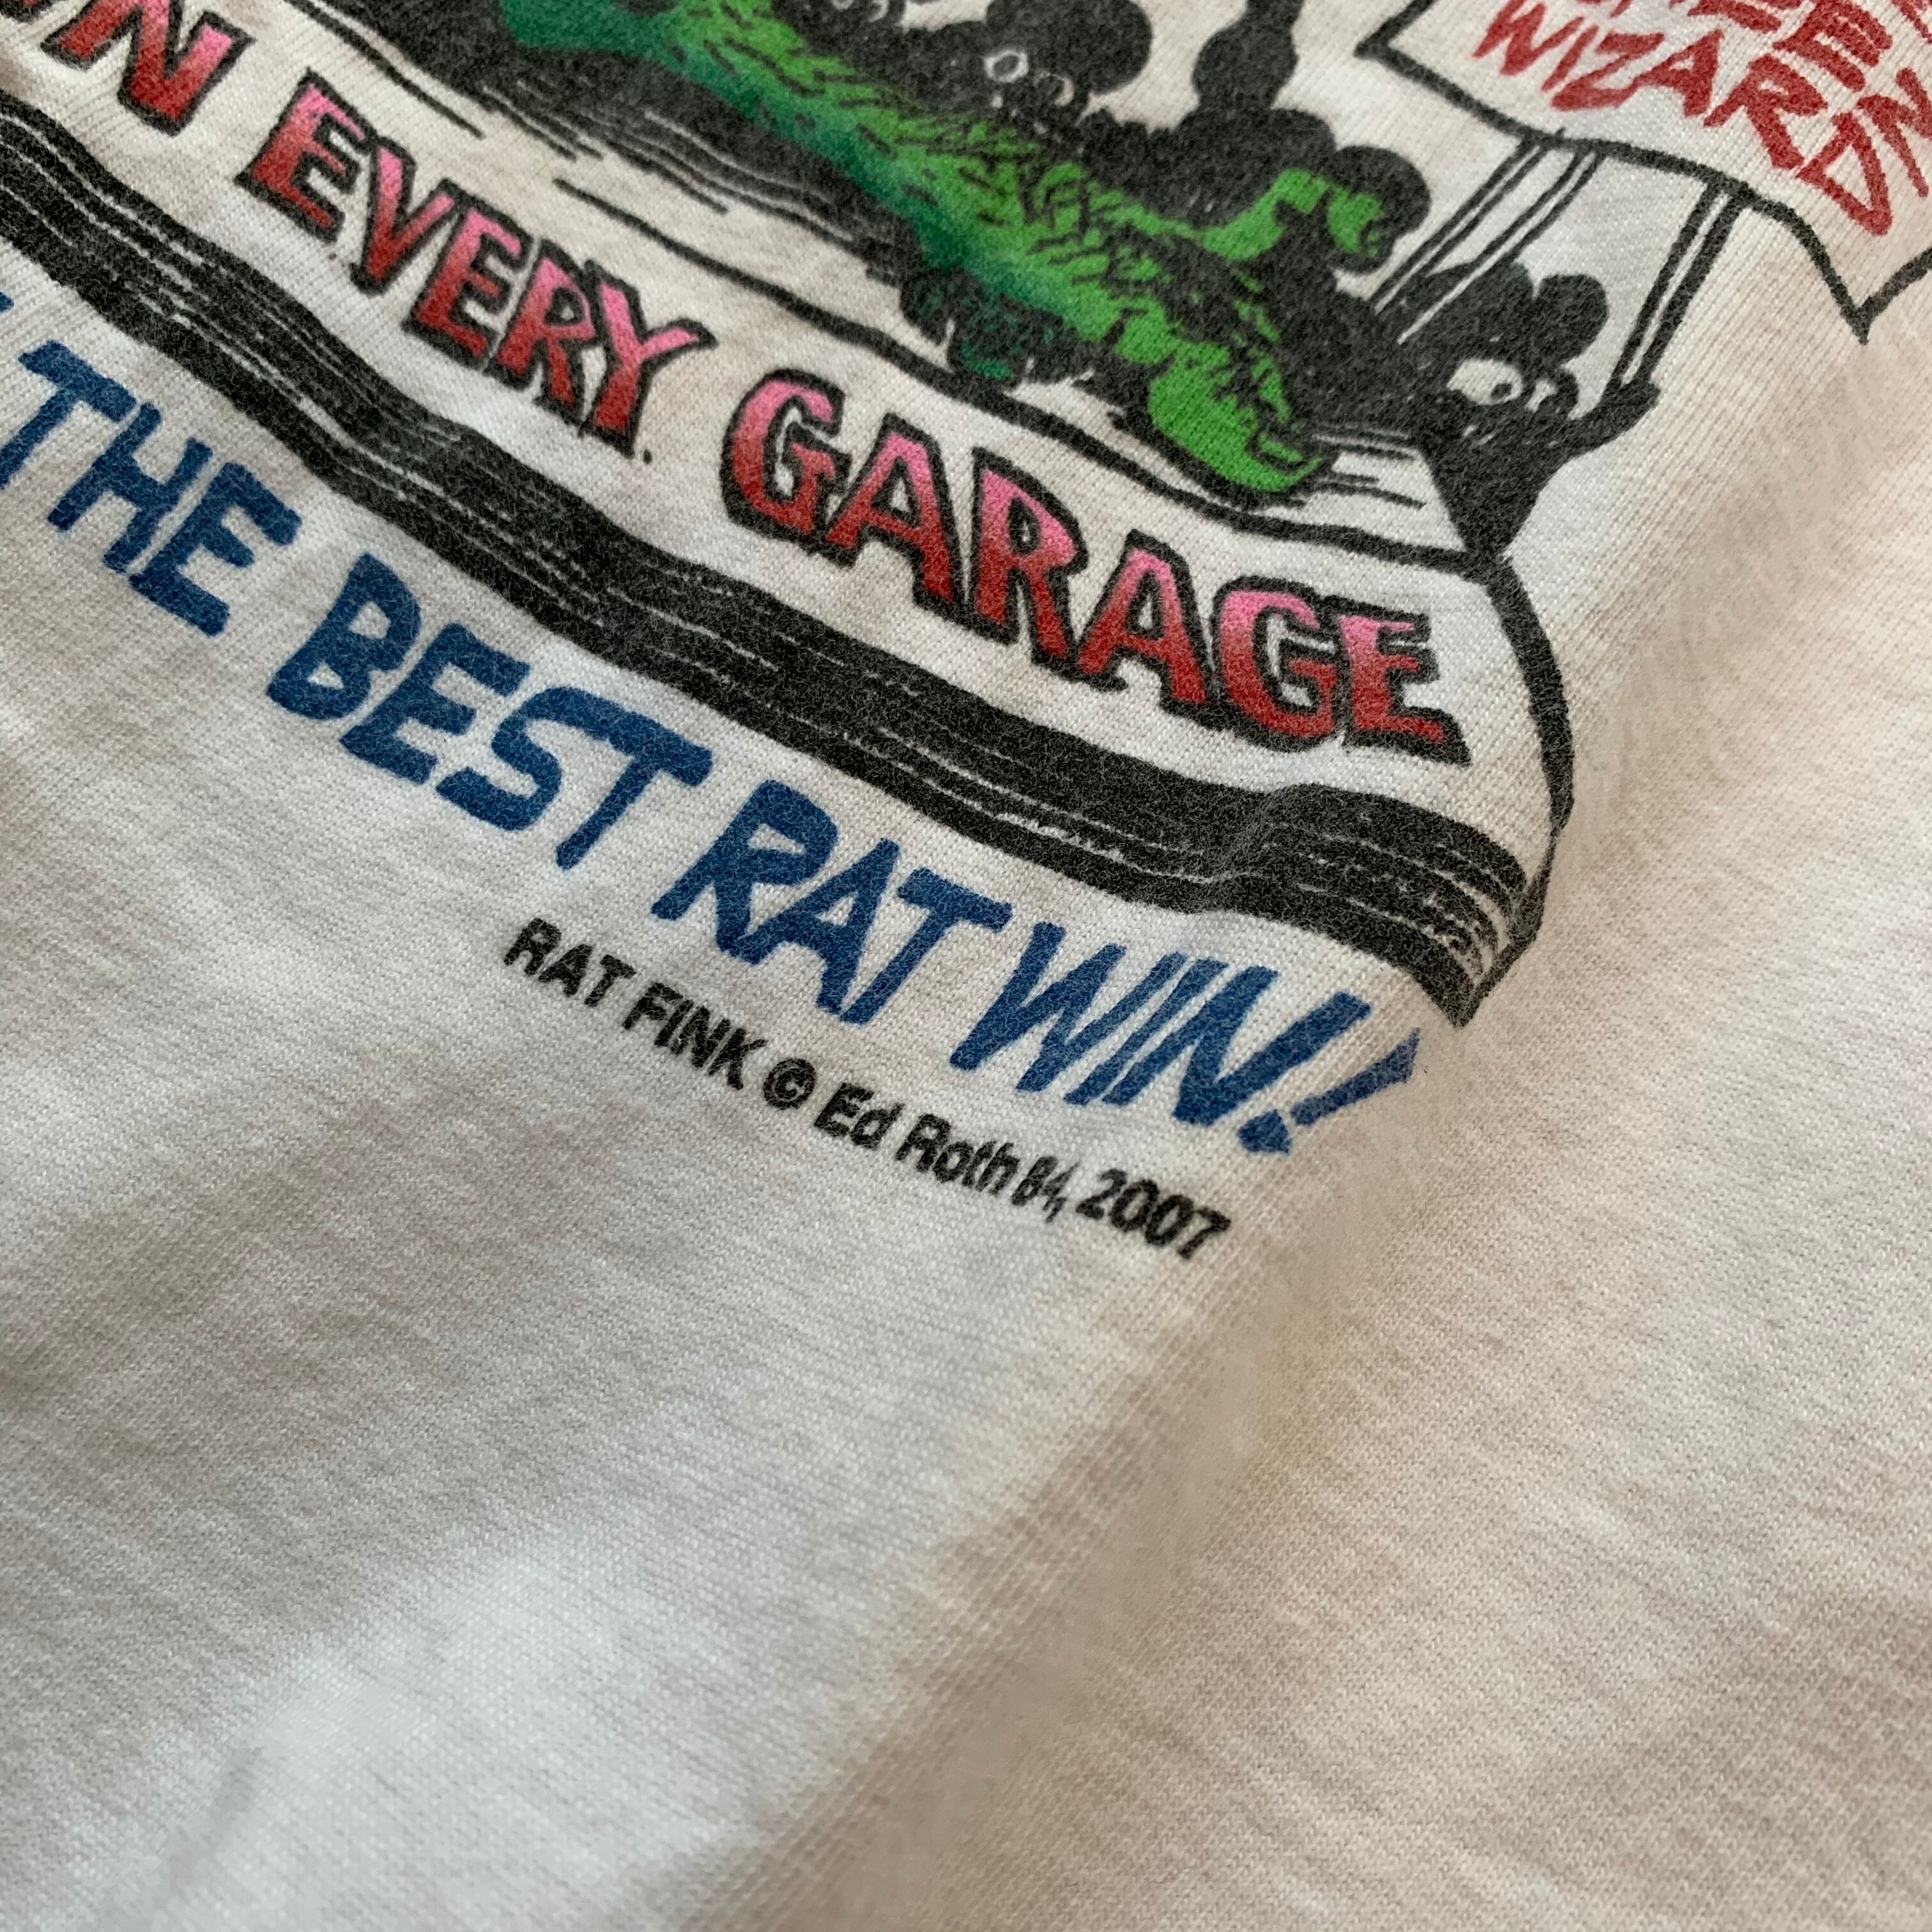 WIZARD
EVERY GARAGE
THE BEST RAT WIN!
RAT FINK © Ed Roth 84, 2007